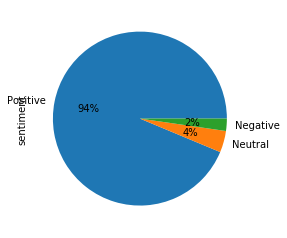 Positive
sentiment
94%
2%
Negative
4%
Neutral